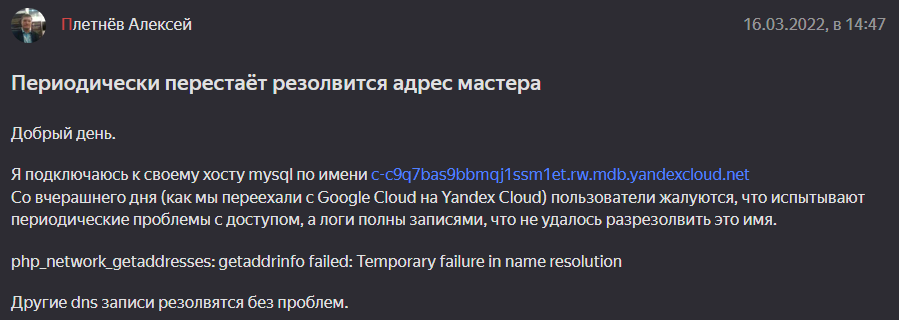 Плетнёв Алексей
16.03.2022, в 14:47
Периодически перестаёт резолвится адрес мастера
Добрый день.
Я подключаюсь к своему хосту mysql по имени c-c9q7bas9bbmqj1ssm1et.rw.mdb.yandexcloud.net
Со вчерашнего дня (как мы переехали с Google Cloud на Yandex Cloud) пользователи жалуются, что испытывают
периодические проблемы с доступом, а логи полны записями, что не удалось разрезолвить это имя.
php_network_getaddresses: getaddrinfo failed: Temporary failure in name resolution
Другие dns записи резолвятся без проблем.